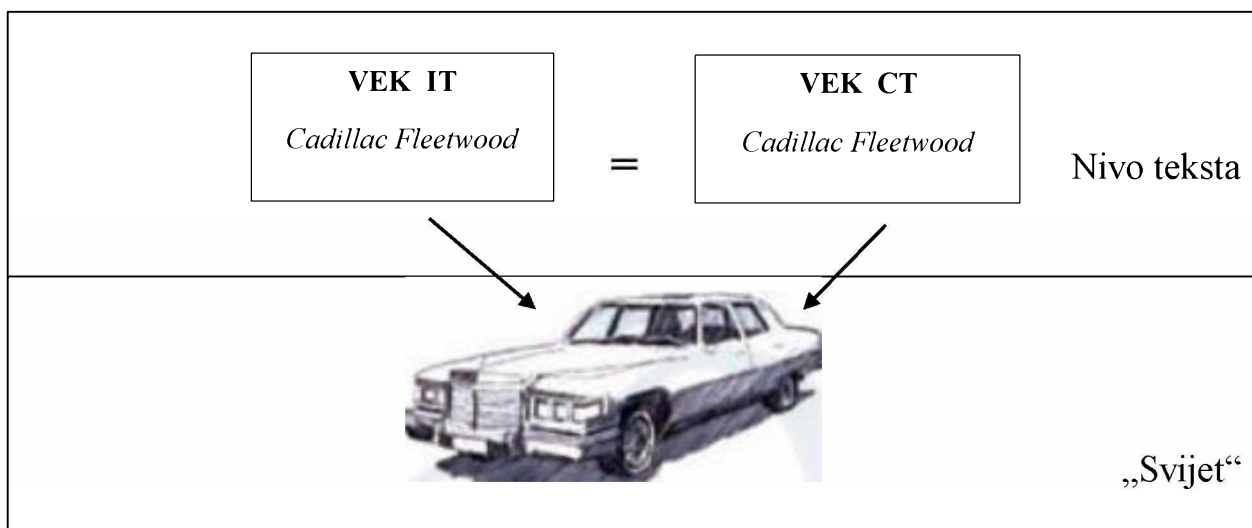 VEK IT
Cadillac Fleetwood
=
VEK CT
Cadillac Fleetwood
Nivo teksta
„Svijet“